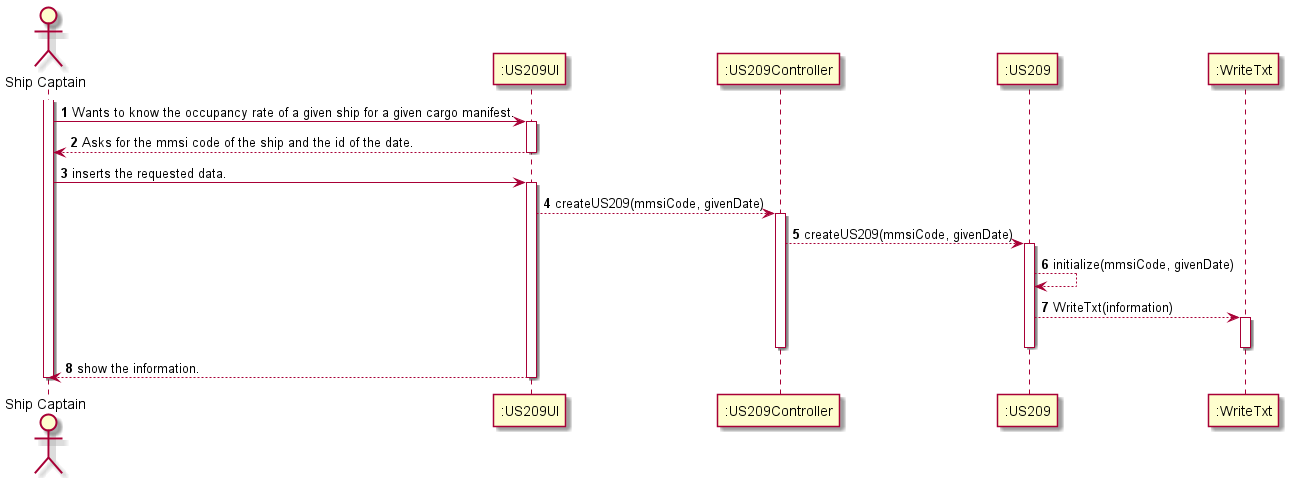 Ship Captain
:US209UI
:US209Controller
:US209
:WriteTxt
1 Wants to know the occupancy rate of a given ship for a given cargo manifest.
2 Asks for the mmsi code of the ship and the id of the date.
3 inserts the requested data.
4 createUS209(mmsiCode, givenDate)
5 createUS209(mmsiCode, givenDate)
6 initialize(mmsiCode, givenDate)
7 WriteTxt(information)
8 show the information.
Ship Captain
:US209UI
:US209Controller
:US209
:WriteTxt